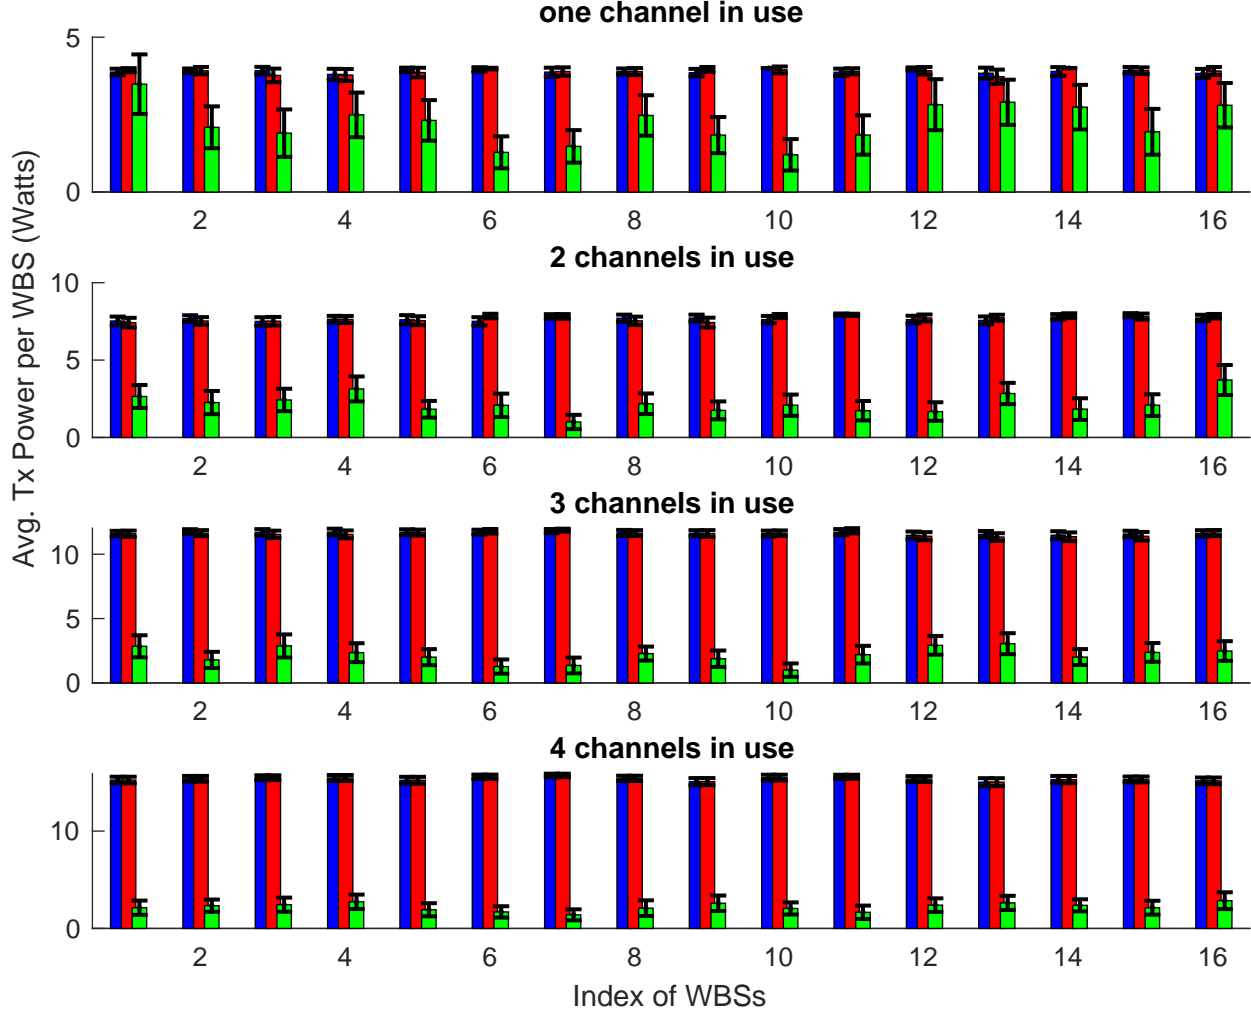 one channel in use
5
0
2 4 6 8 10 12 14 16
2 channels in use
10
5
0
2 4 6 8 10 12 14 16
3 channels in use
10
5
0
2 4 6 8 10 12 14 16
4 channels in use
10
0
2 4 6 8 10 12 14 16
Index of WBSs
Avg. Tx Power per WBS (Watts)